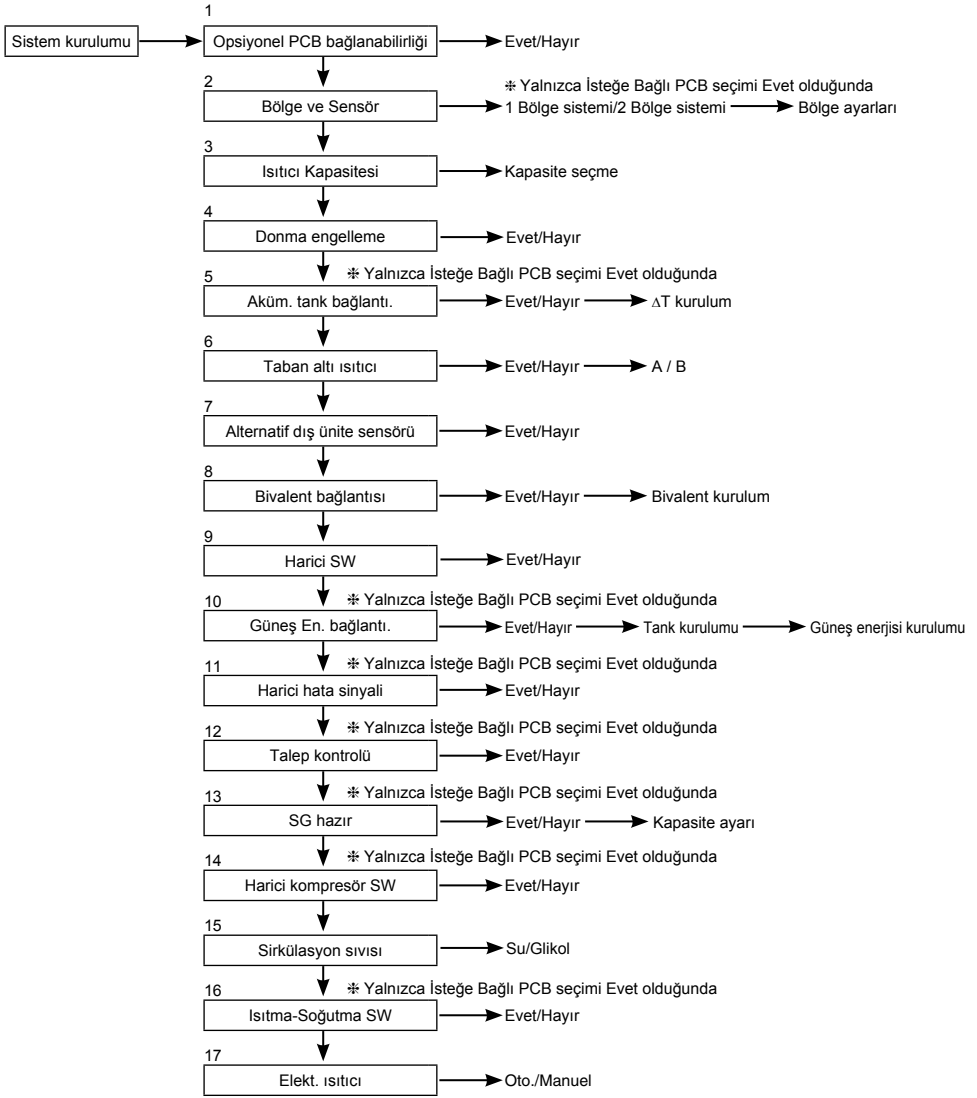 1
Sistem kurulumu Opsiyonel PCB bağlanabilirliği Evet/Hayır
2 ⁜ Yalnızca İsteğe Bağlı PCB seçimi Evet olduğunda
Bölge ve Sensör 1 Bölge sistemi/2 Bölge sistemi Bölge ayarları
3
Isıtıcı Kapasitesi Kapasite seçme
4
Donma engelleme Evet/Hayır
5 ⁜ Yalnızca İsteğe Bağlı PCB seçimi Evet olduğunda
Aküm. tank bağlantı. Evet/Hayır ∆T kurulum
6
Taban altı ısıtıcı Evet/Hayır A / B
7
Alternatif dış ünite sensörü Evet/Hayır
8
Bivalent bağlantısı Evet/Hayır Bivalent kurulum
9
Harici SW Evet/Hayır
10 ⁜ Yalnızca İsteğe Bağlı PCB seçimi Evet olduğunda
Güneş En. bağlantı. Evet/Hayır Tank kurulumu Güneş enerjisi kurulumu
11 ⁜ Yalnızca İsteğe Bağlı PCB seçimi Evet olduğunda
Harici hata sinyali Evet/Hayır
12 ⁜ Yalnızca İsteğe Bağlı PCB seçimi Evet olduğunda
Talep kontrolü Evet/Hayır
13 ⁜ Yalnızca İsteğe Bağlı PCB seçimi Evet olduğunda
SG hazır Evet/Hayır Kapasite ayarı
14 ⁜ Yalnızca İsteğe Bağlı PCB seçimi Evet olduğunda
Harici kompresör SW Evet/Hayır
15
Sirkülasyon sıvısı Su/Glikol
16 ⁜ Yalnızca İsteğe Bağlı PCB seçimi Evet olduğunda
Isıtma-Soğutma SW Evet/Hayır
17
Elekt. ısıtıcı Oto./Manuel